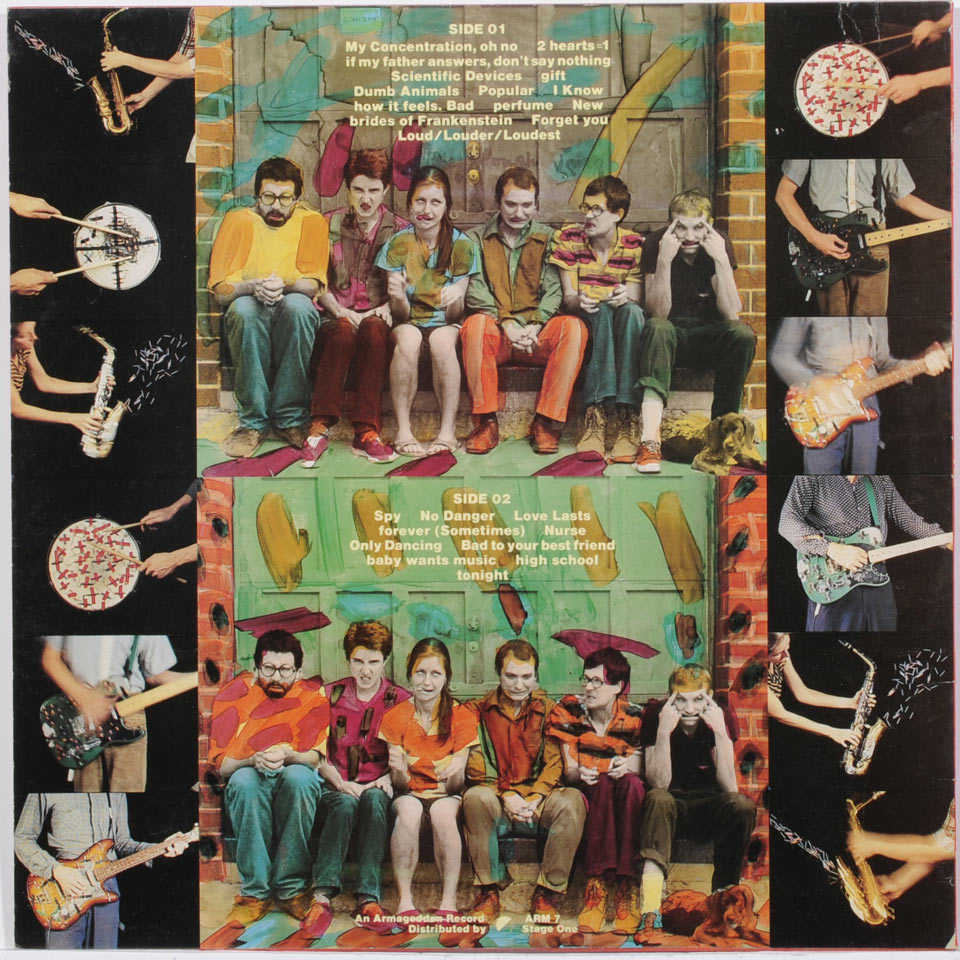 SIDE 01
My Concentration, oh no 2 hearts=1
if my father answers, don't say nothing
Scientific Devices gift
Dumb Animals Popular I Know
how it feels. Bad perfume New
brides of Frankenstein Forget you
Loud/Louder/Loudest
SIDE 02
Spy No Danger Love Lasts
forever (Sometimes) Nurse
Only Dancing Bad to your best friend
baby wants music high school
tonight
An Armageddon Record ARM 7
Distributed by Stage One